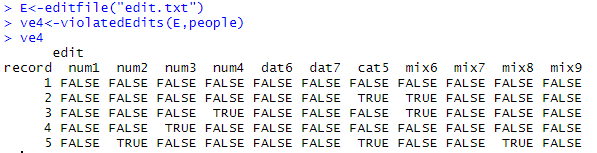 > E<-editfile("edit.txt")
> ve4<-violatedEdits(E,people)
> ve4
edit
record num1 num2 num3 num4 dat6 dat7 cat5 mix6 mix7 mix8 mix9
1 FALSE FALSE FALSE FALSE FALSE FALSE FALSE FALSE FALSE FALSE FALSE
2 FALSE FALSE FALSE FALSE FALSE FALSE TRUE TRUE FALSE FALSE FALSE
3 FALSE FALSE FALSE TRUE FALSE FALSE FALSE TRUE FALSE FALSE FALSE
4 FALSE FALSE TRUE FALSE FALSE FALSE FALSE FALSE FALSE FALSE FALSE
5 FALSE TRUE FALSE FALSE FALSE FALSE TRUE FALSE FALSE TRUE FALSE